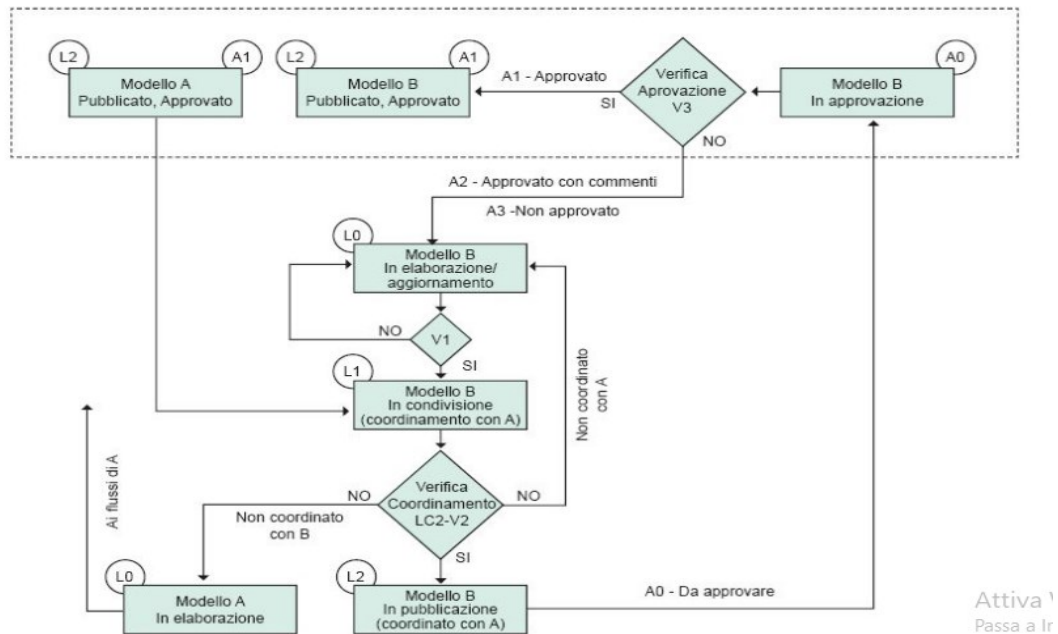 L2
A1
Modello A
Pubblicato, Approvato
L2
A1
Modello B
Pubblicato, Approvato
A1 - Approvato
SI
Verifica
Aprovazione
V3
NO
A0
Modello B
In approvazione
A2 - Approvato con commenti
A3 -Non approvato
L0
Modello B
In elaborazione/
aggiornamento
NO
V1
SI
L1
Modello B
In condivisione
(coordinamento con A)
Non coordinato
con A
Ai flussi di A
NO
Verifica
Coordinamento
LC2-V2
NO
Non coordinato
con B
SI
L0
Modello A
In elaborazione
L2
Modello B
In pubblicazione
(coordinato con A)
A0 - Da approvare
Attiva
Passa a